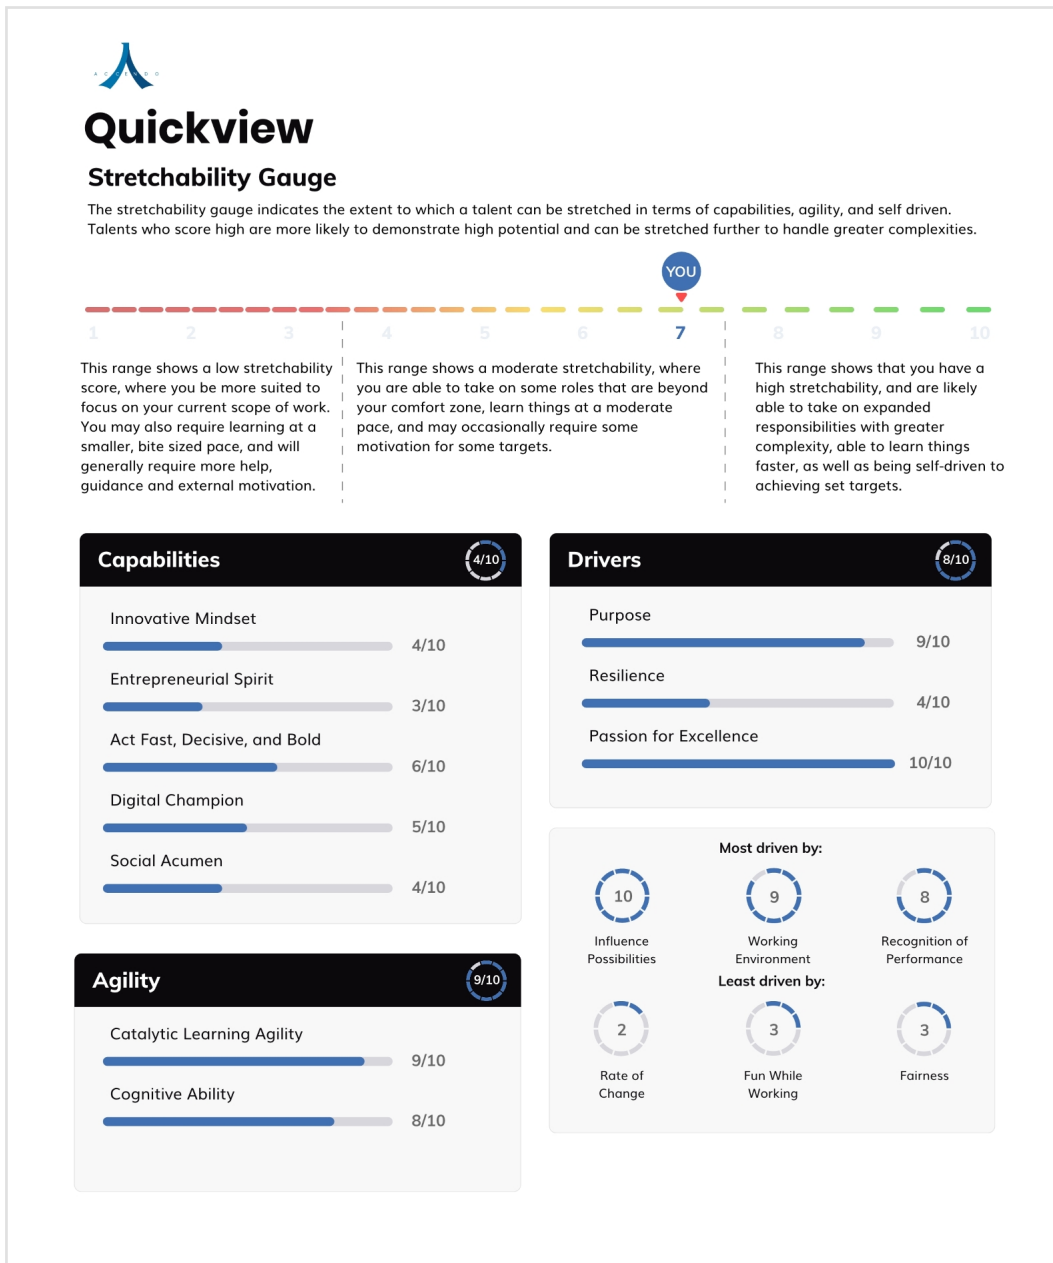 ACCENDO
Quickview
Stretchability Gauge
The stretchability gauge indicates the extent to which a talent can be stretched in terms of capabilities, agility, and self driven.
Talents who score high are more likely to demonstrate high potential and can be stretched further to handle greater complexities.
YOU
1 2 3 4 5 6 7 8 9 10
This range shows a low stretchability
score, where you be more suited to
focus on your current scope of work.
You may also require learning at a
smaller, bite sized pace, and will
generally require more help,
guidance and external motivation.
This range shows a moderate stretchability, where
you are able to take on some roles that are beyond
your comfort zone, learn things at a moderate
pace, and may occasionally require some
motivation for some targets.
This range shows that you have a
high stretchability, and are likely
able to take on expanded
responsibilities with greater
complexity, able to learn things
faster, as well as being self-driven to
achieving set targets.
Capabilities 4/10
Innovative Mindset
4/10
Entrepreneurial Spirit
3/10
Act Fast, Decisive, and Bold
6/10
Digital Champion
5/10
Social Acumen
4/10
Agility 9/10
Catalytic Learning Agility
9/10
Cognitive Ability
8/10
Drivers 8/10
Purpose
9/10
Resilience
4/10
Passion for Excellence
10/10
Most driven by:
10 9 8
Influence Possibilities
Working Environment
Recognition of Performance
Least driven by:
2 3 3
Rate of Change
Fun While Working
Fairness